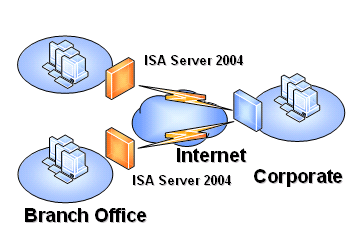 ISA Server 2004
Internet
ISA Server 2004
Corporate
Branch Office